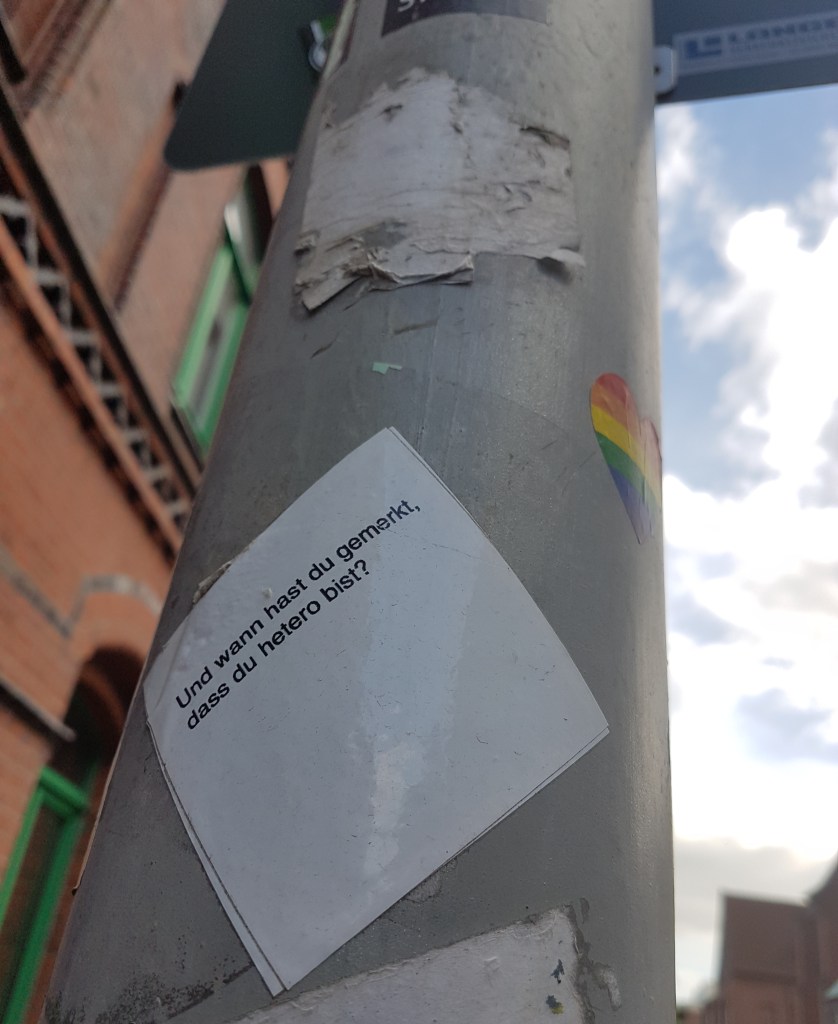 Und wann hast du gemerkt,
dass du hetero bist?